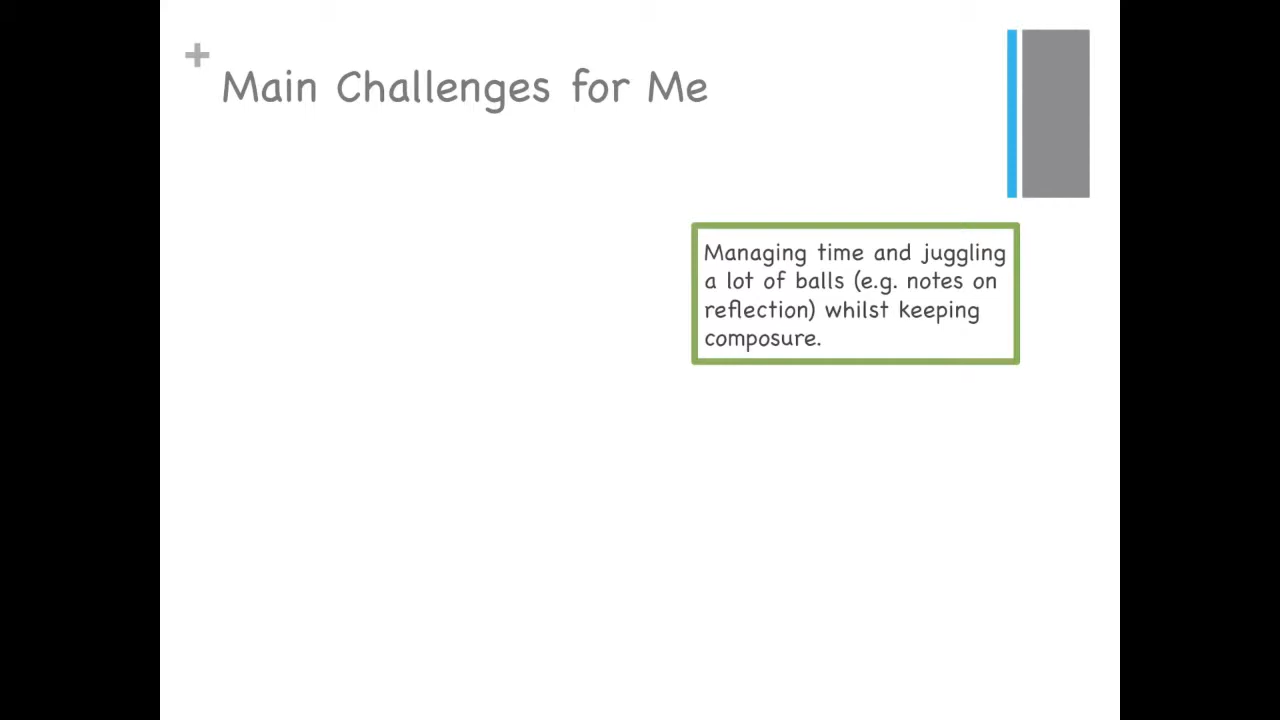 +
Main Challenges for Me
Managing time and juggling
a lot of balls (e.g. notes on
reflection) whilst keeping
composure.